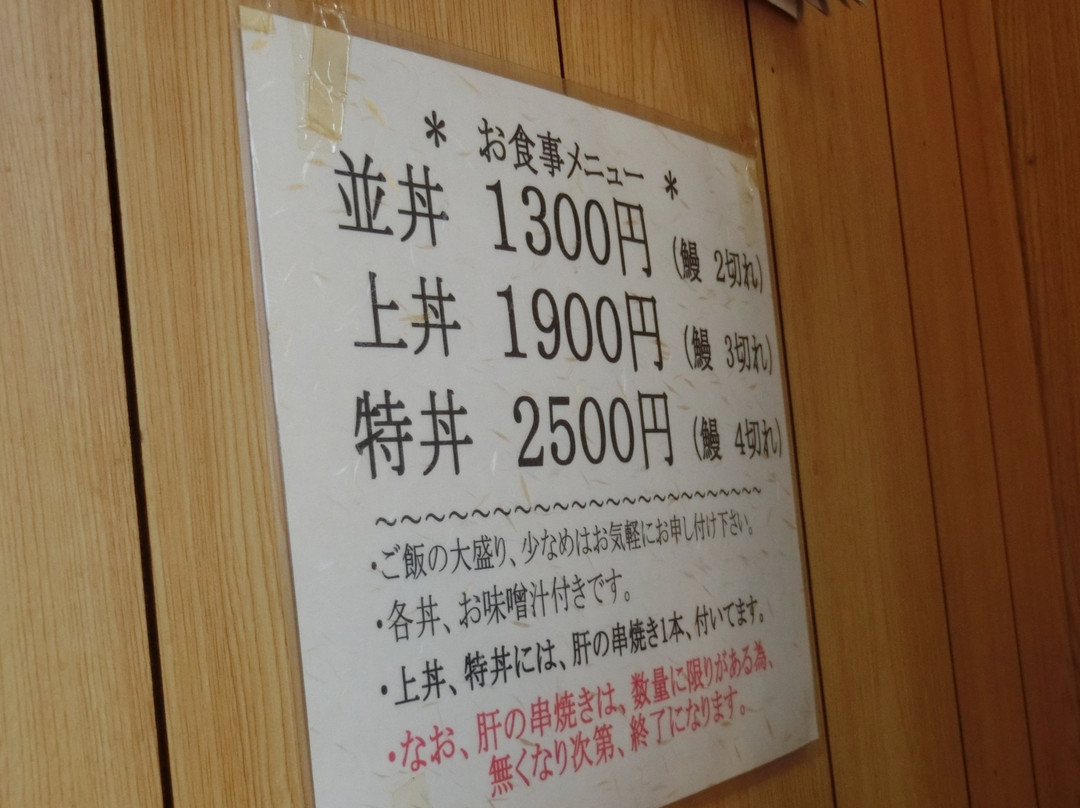 * お食事メニュー *
並丼 1300円 (鰻 2切れ)
上丼 1900円 (鰻 3切れ)
特丼 2500円 (鰻 4切れ)
~~~~~~~~~~~~~~~~~~~~~~~
・ご飯の大盛り、少なめはお気軽にお申し付け下さい。
・各丼、お味噌汁付きです。
・上丼、特丼には、肝の串焼き1本、付いてます。
・なお、肝の串焼きは、数量に限りがある為、
無くなり次第、終了になります。